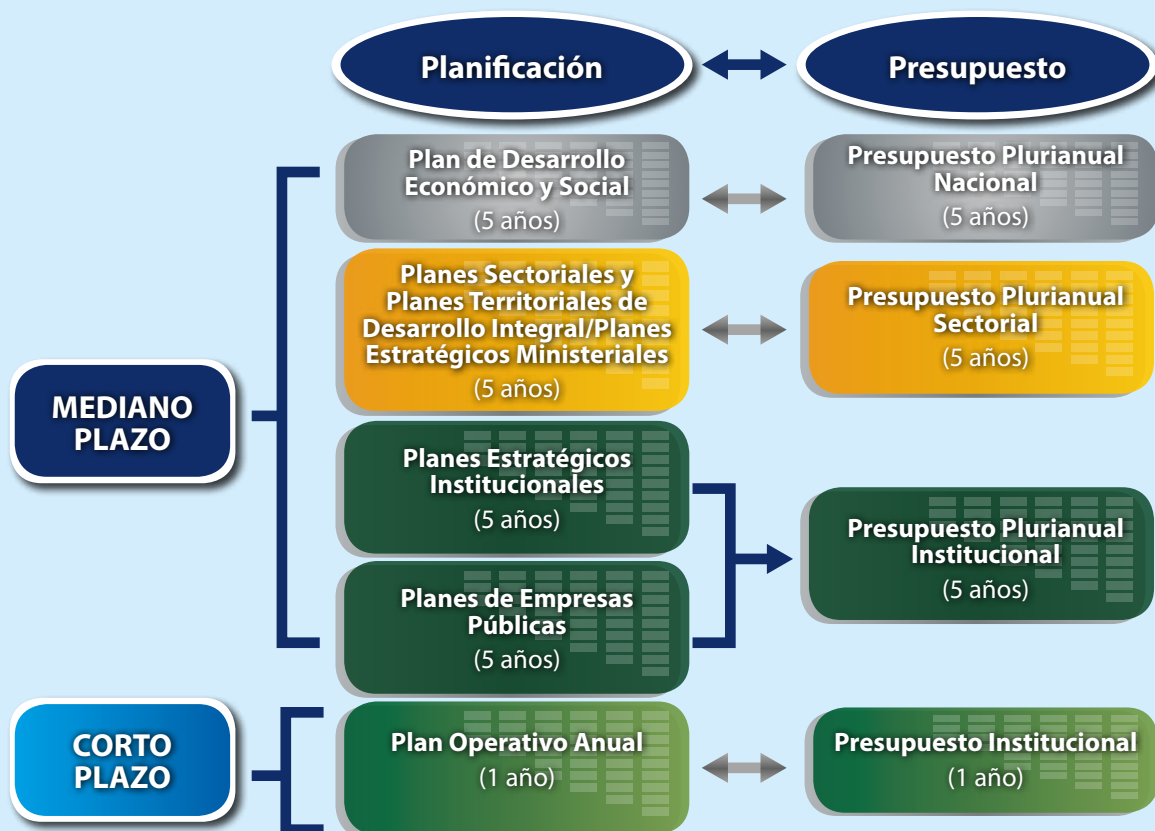 Planificación
Presupuesto
Plan de Desarrollo
Económico y Social
(5 años)
Presupuesto Plurianual
Nacional
(5 años)
Planes Sectoriales y
Planes Territoriales de
Desarrollo Integral/Planes
Estratégicos Ministeriales
(5 años)
Presupuesto Plurianual
Sectorial
(5 años)
MEDIANO
PLAZO
Planes Estratégicos
Institucionales
(5 años)
Planes de Empresas
Públicas
(5 años)
Presupuesto Plurianual
Institucional
(5 años)
CORTO
PLAZO
Plan Operativo Anual
(1 año)
Presupuesto Institucional
(1 año)